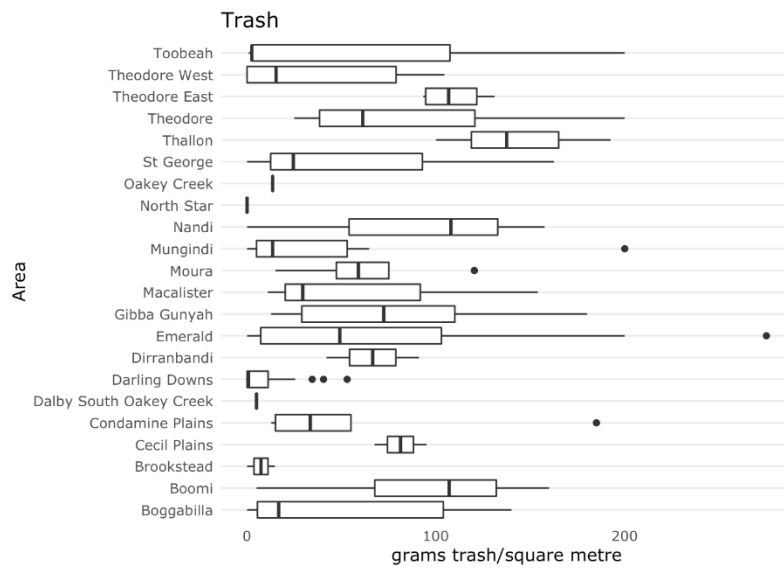 Trash
Toobeah
Theodore West
Theodore East
Theodore
Thallon
St George
Oakey Creek
North Star
Nandi
Mungindi
Moura
Macalister
Gibba Gunyah
Emerald
Dirranbandi
Darling Downs
Dalby South Oakey Creek
Condamine Plains
Cecil Plains
Brookstead
Boomi
Boggabilla
Area
0 100 200
grams trash/square metre